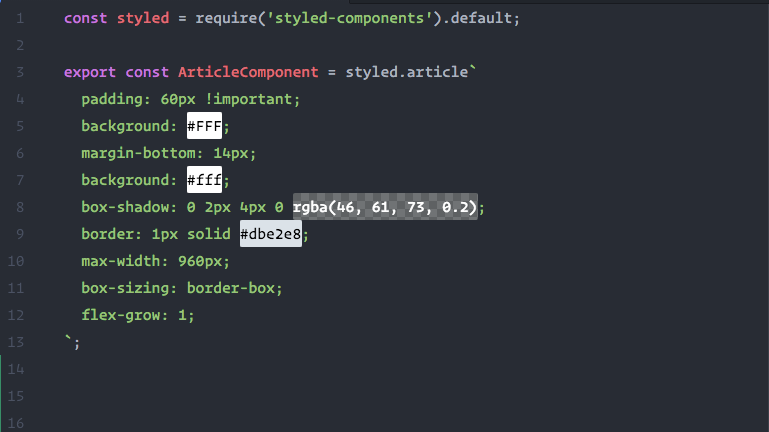 1 const styled = require('styled-components').default;
2
3 export const ArticleComponent = styled.article`
4 padding: 60px !important;
5 background: #FFF;
6 margin-bottom: 14px;
7 background: #fff;
8 box-shadow: 0 2px 4px 0 rgba(46, 61, 73, 0.2);
9 border: 1px solid #dbe2e8;
10 max-width: 960px;
11 box-sizing: border-box;
12 flex-grow: 1;
13 `;
14
15
16